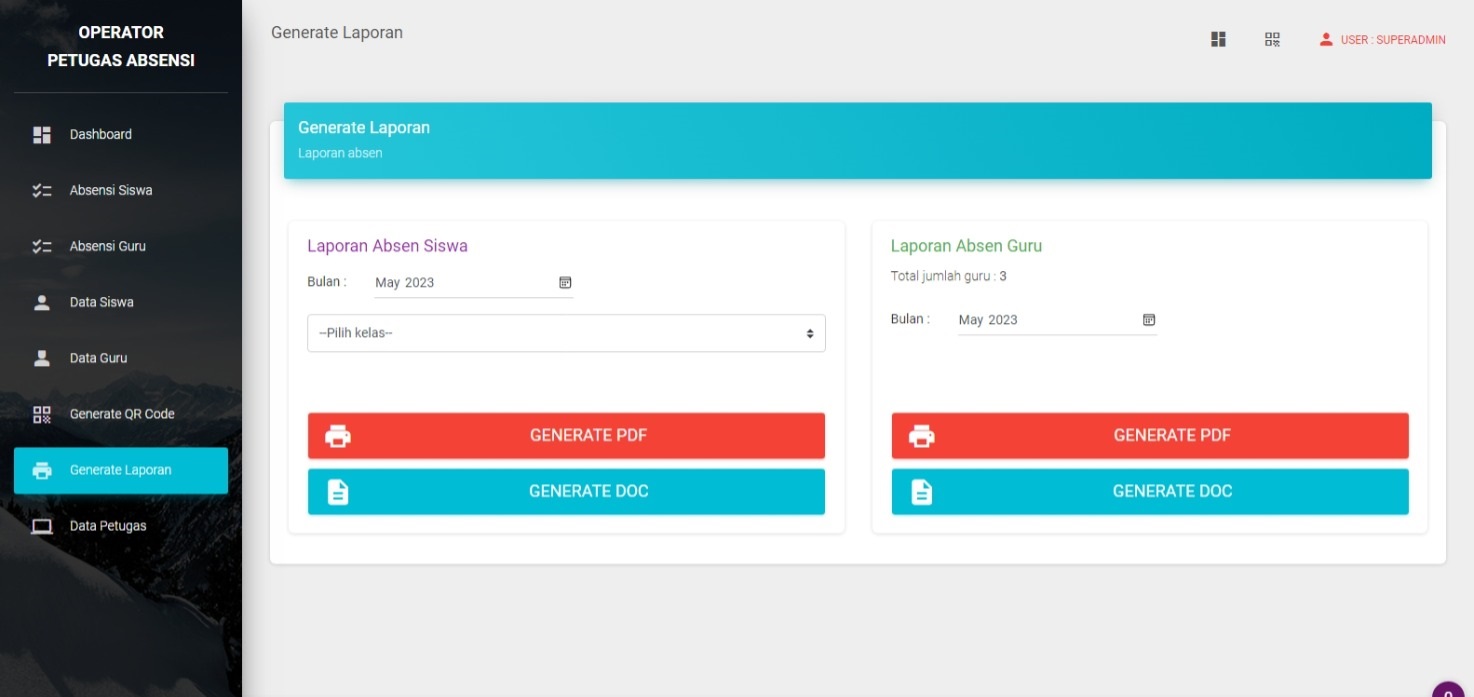 OPERATOR
PETUGAS ABSENSI
Dashboard
Absensi Siswa
Absensi Guru
Data Siswa
Data Guru
Generate QR Code
Generate Laporan
Data Petugas
Generate Laporan
USER : SUPERADMIN
Generate Laporan
Laporan absen
Laporan Absen Siswa
Bulan :
May 2023
--Pilih kelas--
GENERATE PDF
GENERATE DOC
Laporan Absen Guru
Total jumlah guru : 3
Bulan :
May 2023
GENERATE PDF
GENERATE DOC